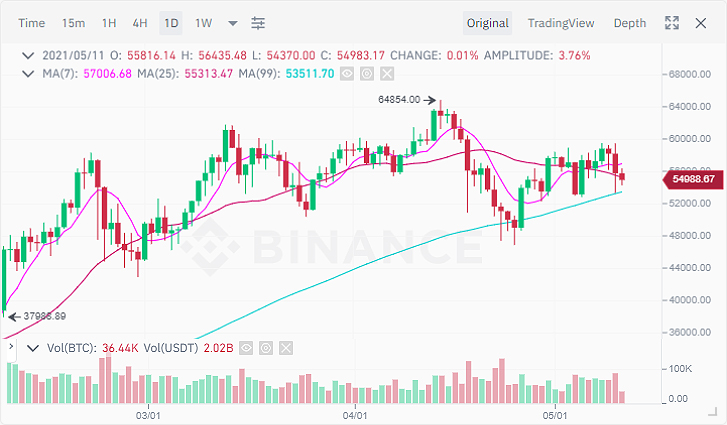 Time 15m 1H 4H 1D 1W Original TradingView Depth
2021/05/11 O: 55816.14 H: 56435.48 L: 54370.00 C: 54983.17 CHANGE: 0.01% AMPLITUDE: 3.76%
MA(7): 57006.68 MA(25): 55313.47 MA(99): 53511.70
68000.00
64854.00
64000.00
60000.00
54988.67
52000.00
BINANCE
48000.00
44000.00
40000.00
36000.00
Vol(BTC): 36.44K Vol(USDT) 2.02B
100K
0.00
03/01 04/01 05/01